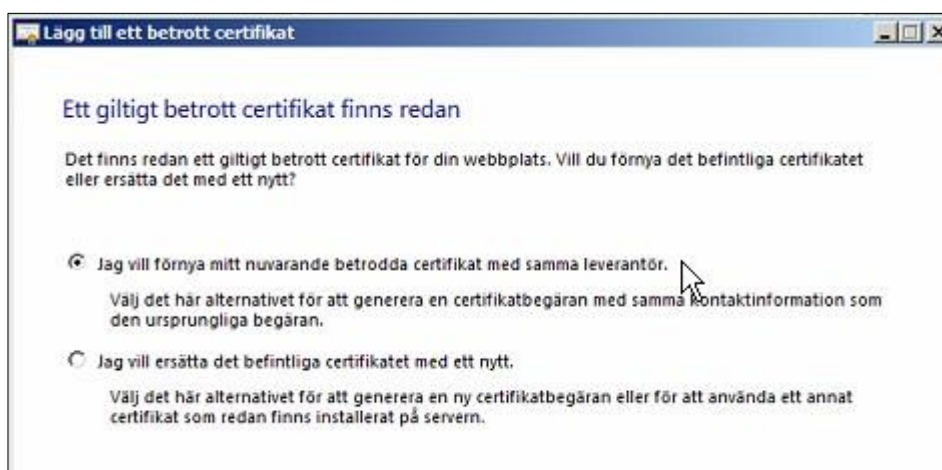 Lägg till ett betrott certifikat
Ett giltigt betrott certifikat finns redan
Det finns redan ett giltigt betrott certifikat för din webbplats. Vill du förnya det befintliga certifikatet
eller ersätta det med ett nytt?
Jag vill förnya mitt nuvarande betrodda certifikat med samma leverantör.
Välj det här alternativet för att generera en certifikatbegäran med samma kontaktinformation som
den ursprungliga begäran.
Jag vill ersätta det befintliga certifikatet med ett nytt.
Välj det här alternativet för att generera en ny certifikatbegäran eller för att använda ett annat
certifikat som redan finns installerat på servern.